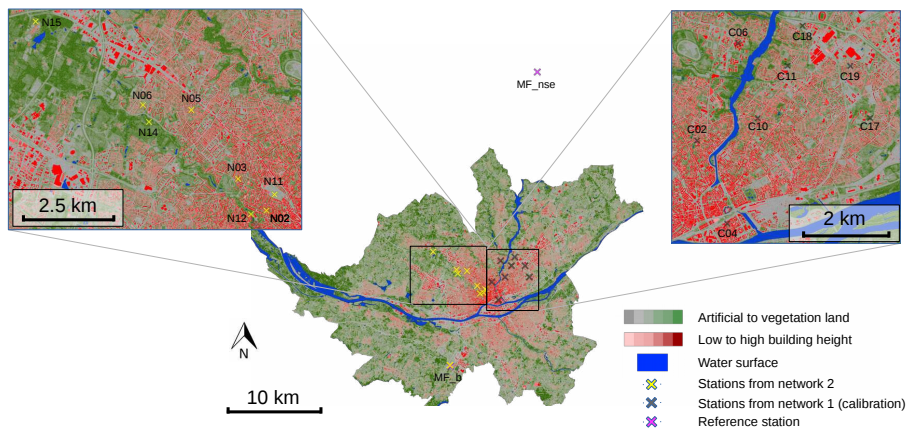 N15
N06
N05
N14
N03
N11
N12
N02
2.5 km
MF_nse
C06
C18
C11
C19
C02
C10
C17
C04
2 km
MF_b
N
10 km
Artificial to vegetation land
Low to high building height
Water surface
Stations from network 2
Stations from network 1 (calibration)
Reference station